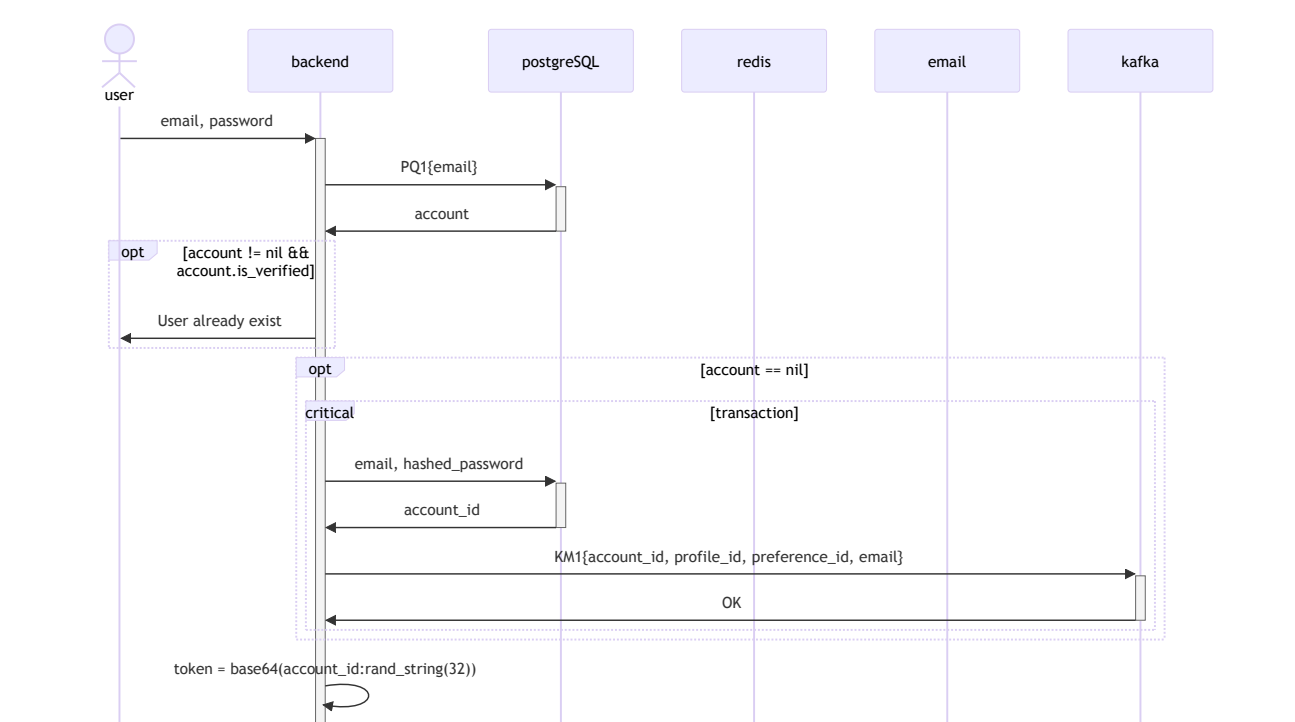 user
backend
postgreSQL
redis
email
kafka
email, password
PQ1{email}
account
opt
[account != nil &&
account.is_verified]
User already exist
opt
[account == nil]
critical
[transaction]
email, hashed_password
account_id
KM1{account_id, profile_id, preference_id, email}
OK
token = base64(account_id:rand_string(32))